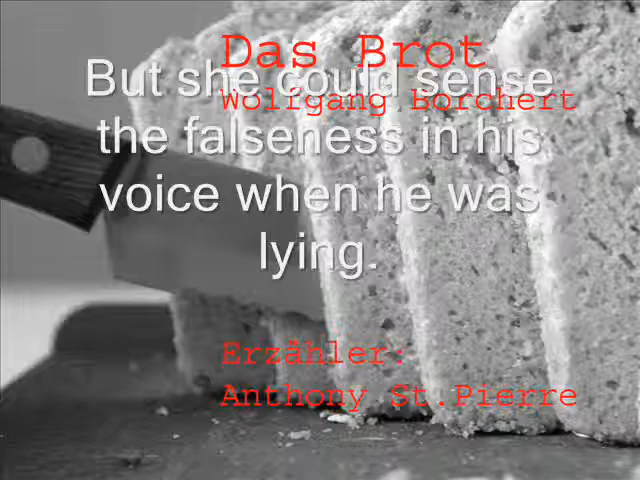 Das Brot
But she could sense
Wolfgang Borchert
the falseness in his
voice when he was
lying.
Erzähler:
Anthony St.Pierre